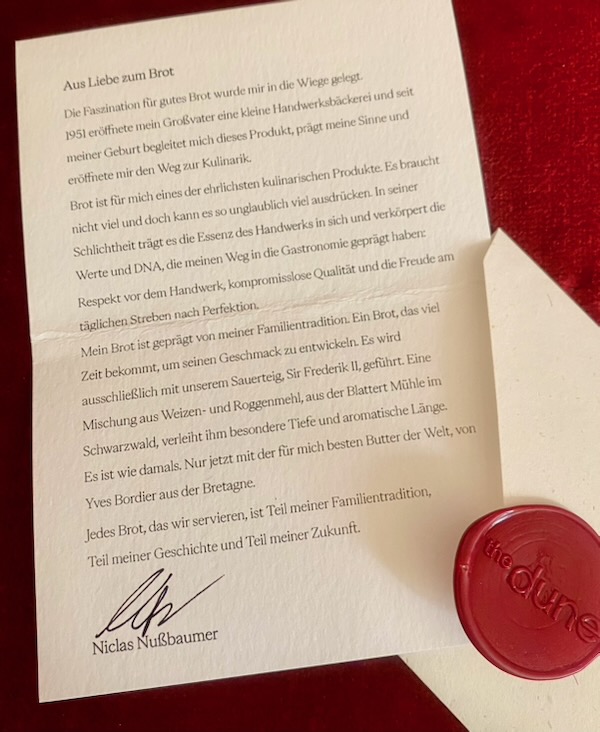 Aus Liebe zum Brot
Die Faszination für gutes Brot wurde mir in die Wiege gelegt.
1951 eröffnete mein Großvater eine kleine Handwerksbäckerei und seit
meiner Geburt begleitet mich dieses Produkt, prägt meine Sinne und
eröffnete mir den Weg zur Kulinarik.
Brot ist für mich eines der ehrlichsten kulinarischen Produkte. Es braucht
nicht viel und doch kann es so unglaublich viel ausdrücken. In seiner
Schlichtheit trägt es die Essenz des Handwerks in sich und verkörpert die
Werte und DNA, die meinen Weg in die Gastronomie geprägt haben:
Respekt vor dem Handwerk, kompromisslose Qualität und die Freude am
täglichen Streben nach Perfektion.
Mein Brot ist geprägt von meiner Familientradition. Ein Brot, das viel
Zeit bekommt, um seinen Geschmack zu entwickeln. Es wird
ausschließlich mit unserem Sauerteig, Sir Frederik II, geführt. Eine
Mischung aus Weizen- und Roggenmehl, aus der Blattert Mühle im
Schwarzwald, verleiht ihm besondere Tiefe und aromatische Länge.
Es ist wie damals. Nur jetzt mit der für mich besten Butter der Welt, von
Yves Bordier aus der Bretagne.
Jedes Brot, das wir servieren, ist Teil meiner Familientradition,
Teil meiner Geschichte und Teil meiner Zukunft.
Niclas Nußbaumer
the dune